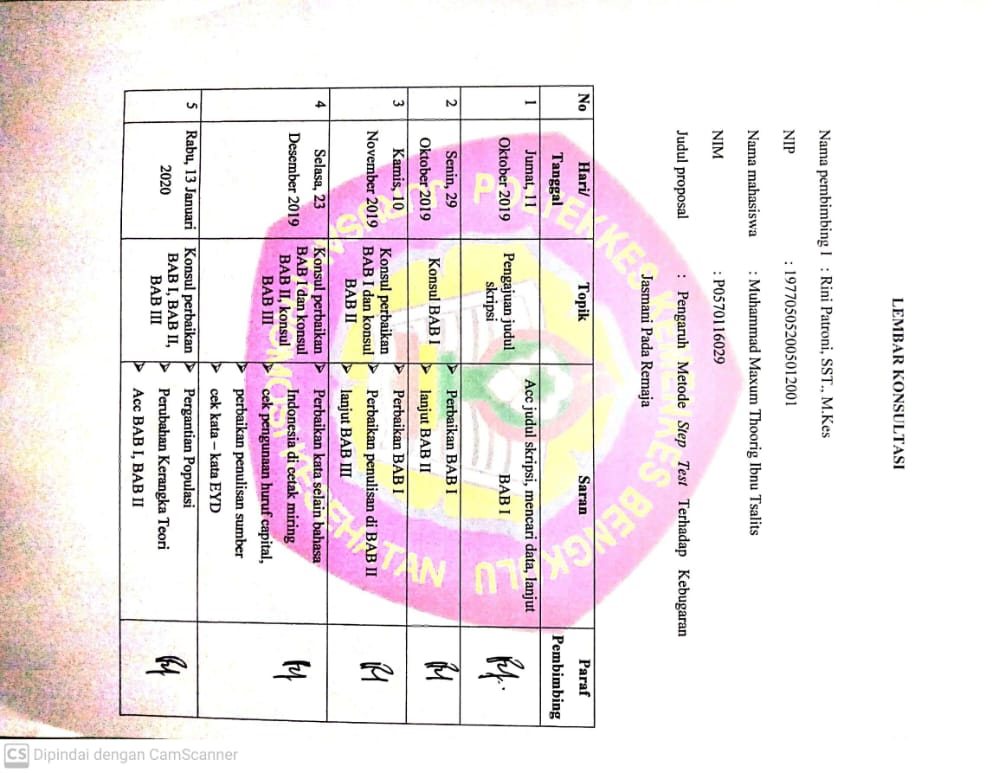 LEMBAR KONSULTASI
Nama pembimbing I : Rini Patroni, SST., M.Kes
NIP : 197705052005012001
Nama mahasiswa : Muhammad Maxum Thoorig Ibnu Tsalits
NIM : P0570116029
Judul proposal : Pengaruh Metode Step Test Terhadap Kebugaran
Jasmani Pada Remaja
No Hari/ Topik Saran Paraf
Tanggal Pembimbing
1 Jumat, 11 Pengajuan judul Acc judul skripsi, mencari data, lanjut
Oktober 2019 skripsi BAB I
2 Senin, 29 Konsul BAB I ➤ Perbaikan BAB I
Oktober 2019 ➤ lanjut BAB II
3 Kamis, 10 Konsul perbaikan ➤ Perbaikan BAB I
November 2019 BAB I dan konsul ➤ Perbaikan penulisan di BAB II
BAB II ➤ lanjut BAB III
4 Selasa, 23 Konsul perbaikan ➤ Perbaikan kata selain bahasa
Desember 2019 BAB I dan konsul Indonesia di cetak miring
BAB II, konsul ➤ cek pengunaan huruf capital,
BAB III perbaikan penulisan sumber
➤ cek kata – kata EYD
5 Rabu, 13 Januari Konsul perbaikan ➤ Pergantian Populasi
2020 BAB I, BAB II, ➤ Perubahan Kerangka Teori
BAB III ➤ Acc BAB I, BAB II
POLTEKKES KEMENKES BENGKULU
PROMOSI KESEHATAN
CS Dipindai dengan CamScanner